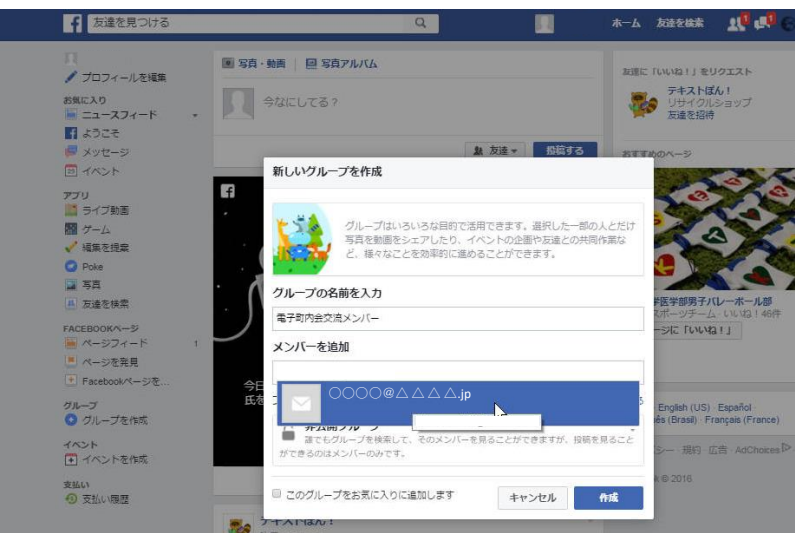 友達を見つける
ホーム 友達を検索 1 1
プロフィールを編集
お気に入り
ニュースフィード
ようこそ
メッセージ
イベント
アプリ
ライブ動画
ゲーム
編集を提案
Poke
写真
友達を検索
FACEBOOKページ
ページフィード 1
ページを発見
Facebookページを...
グループ
グループを作成
イベント
イベントを作成
支払い
支払い履歴
写真・動画 写真アルバム
今なにしてる？
友達 投稿する
今日
氏を
新しいグループを作成
グループはいろいろな目的で活用できます。選択した一部の人とだけ
写真を動画をシェアしたり、イベントの企画や友達との共同作業な
ど、様々なことを効率的に進めることができます。
グループの名前を入力
電子町内会交流メンバー
メンバーを追加
〇〇〇〇@△△△△.jp
非公開グループ
誰でもグループを検索して、そのメンバーを見ることができますが、投稿を見ること
ができるのはメンバーのみです。
このグループをお気に入りに追加します
キャンセル 作成
テキストぽん！
友達に「いいね！」をリクエスト
テキストぽん！
リサイクルショップ
友達を招待
おすすめのページ
学医学部男子バレーボール部
スポーツチーム · いいね！46件
ージに「いいね！」
English (US) · Español
Português (Brasil) · Français (France)
シー · 規約 · 広告 · AdChoices
© 2016